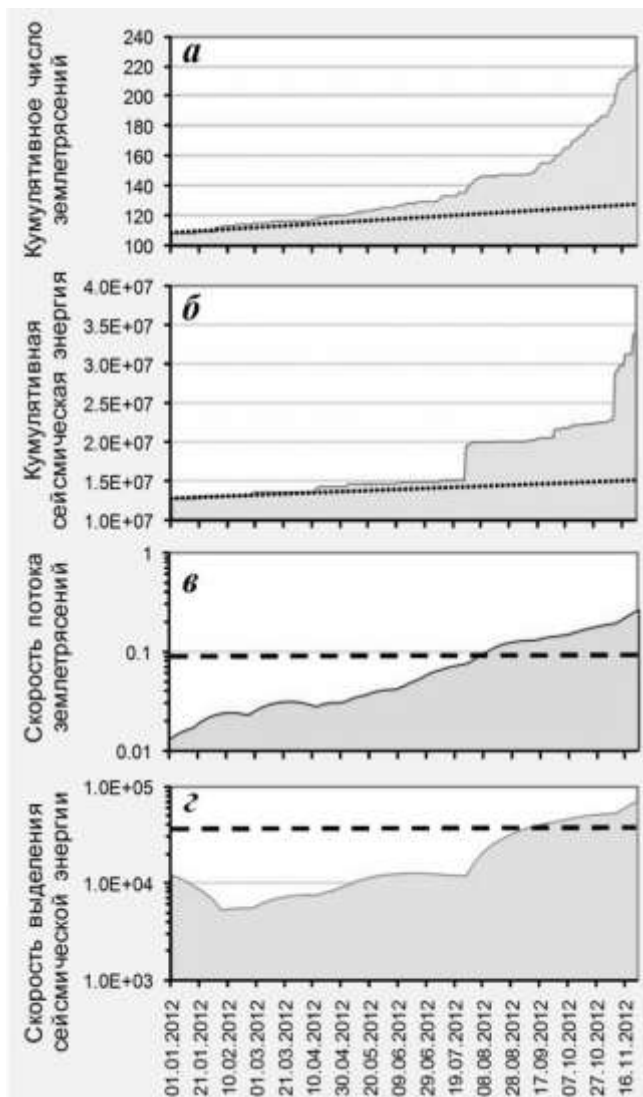 Кумулятивное число
землетрясений
а
240
220
200
180
160
140
120
100
Кумулятивная
сейсмическая энергия
б
4.0E+07
3.5E+07
3.0E+07
2.5E+07
2.0E+07
1.5E+07
1.0E+07
Скорость потока
землетрясений
в
1
0.1
0.01
Скорость выделения
сейсмической энергии
г
1.0E+05
1.0E+04
1.0E+03
01.01.2012
21.01.2012
10.02.2012
01.03.2012
21.03.2012
10.04.2012
30.04.2012
20.05.2012
09.06.2012
29.06.2012
19.07.2012
08.08.2012
28.08.2012
17.09.2012
07.10.2012
27.10.2012
16.11.2012